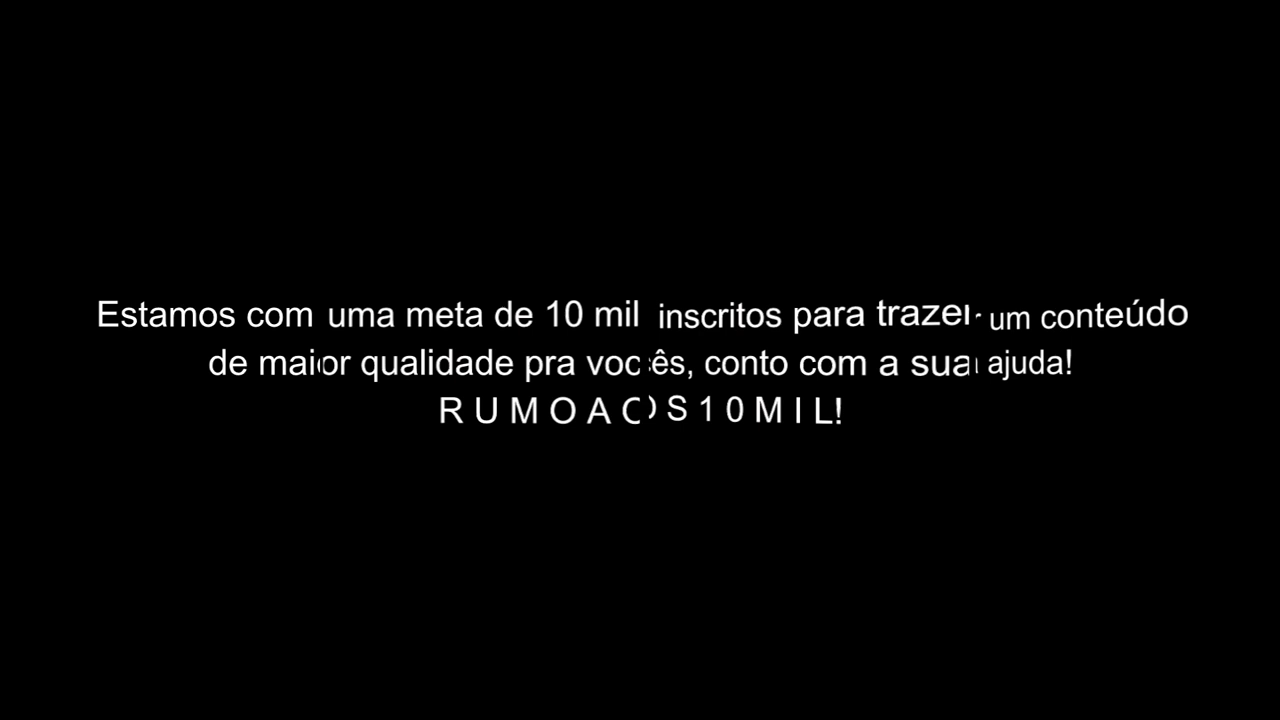 Estamos com uma meta de 10 mil inscritos para trazer um conteúdo
de maior qualidade pra vocês, conto com a sua ajuda!
R U M O A O S 1 0 M I L!